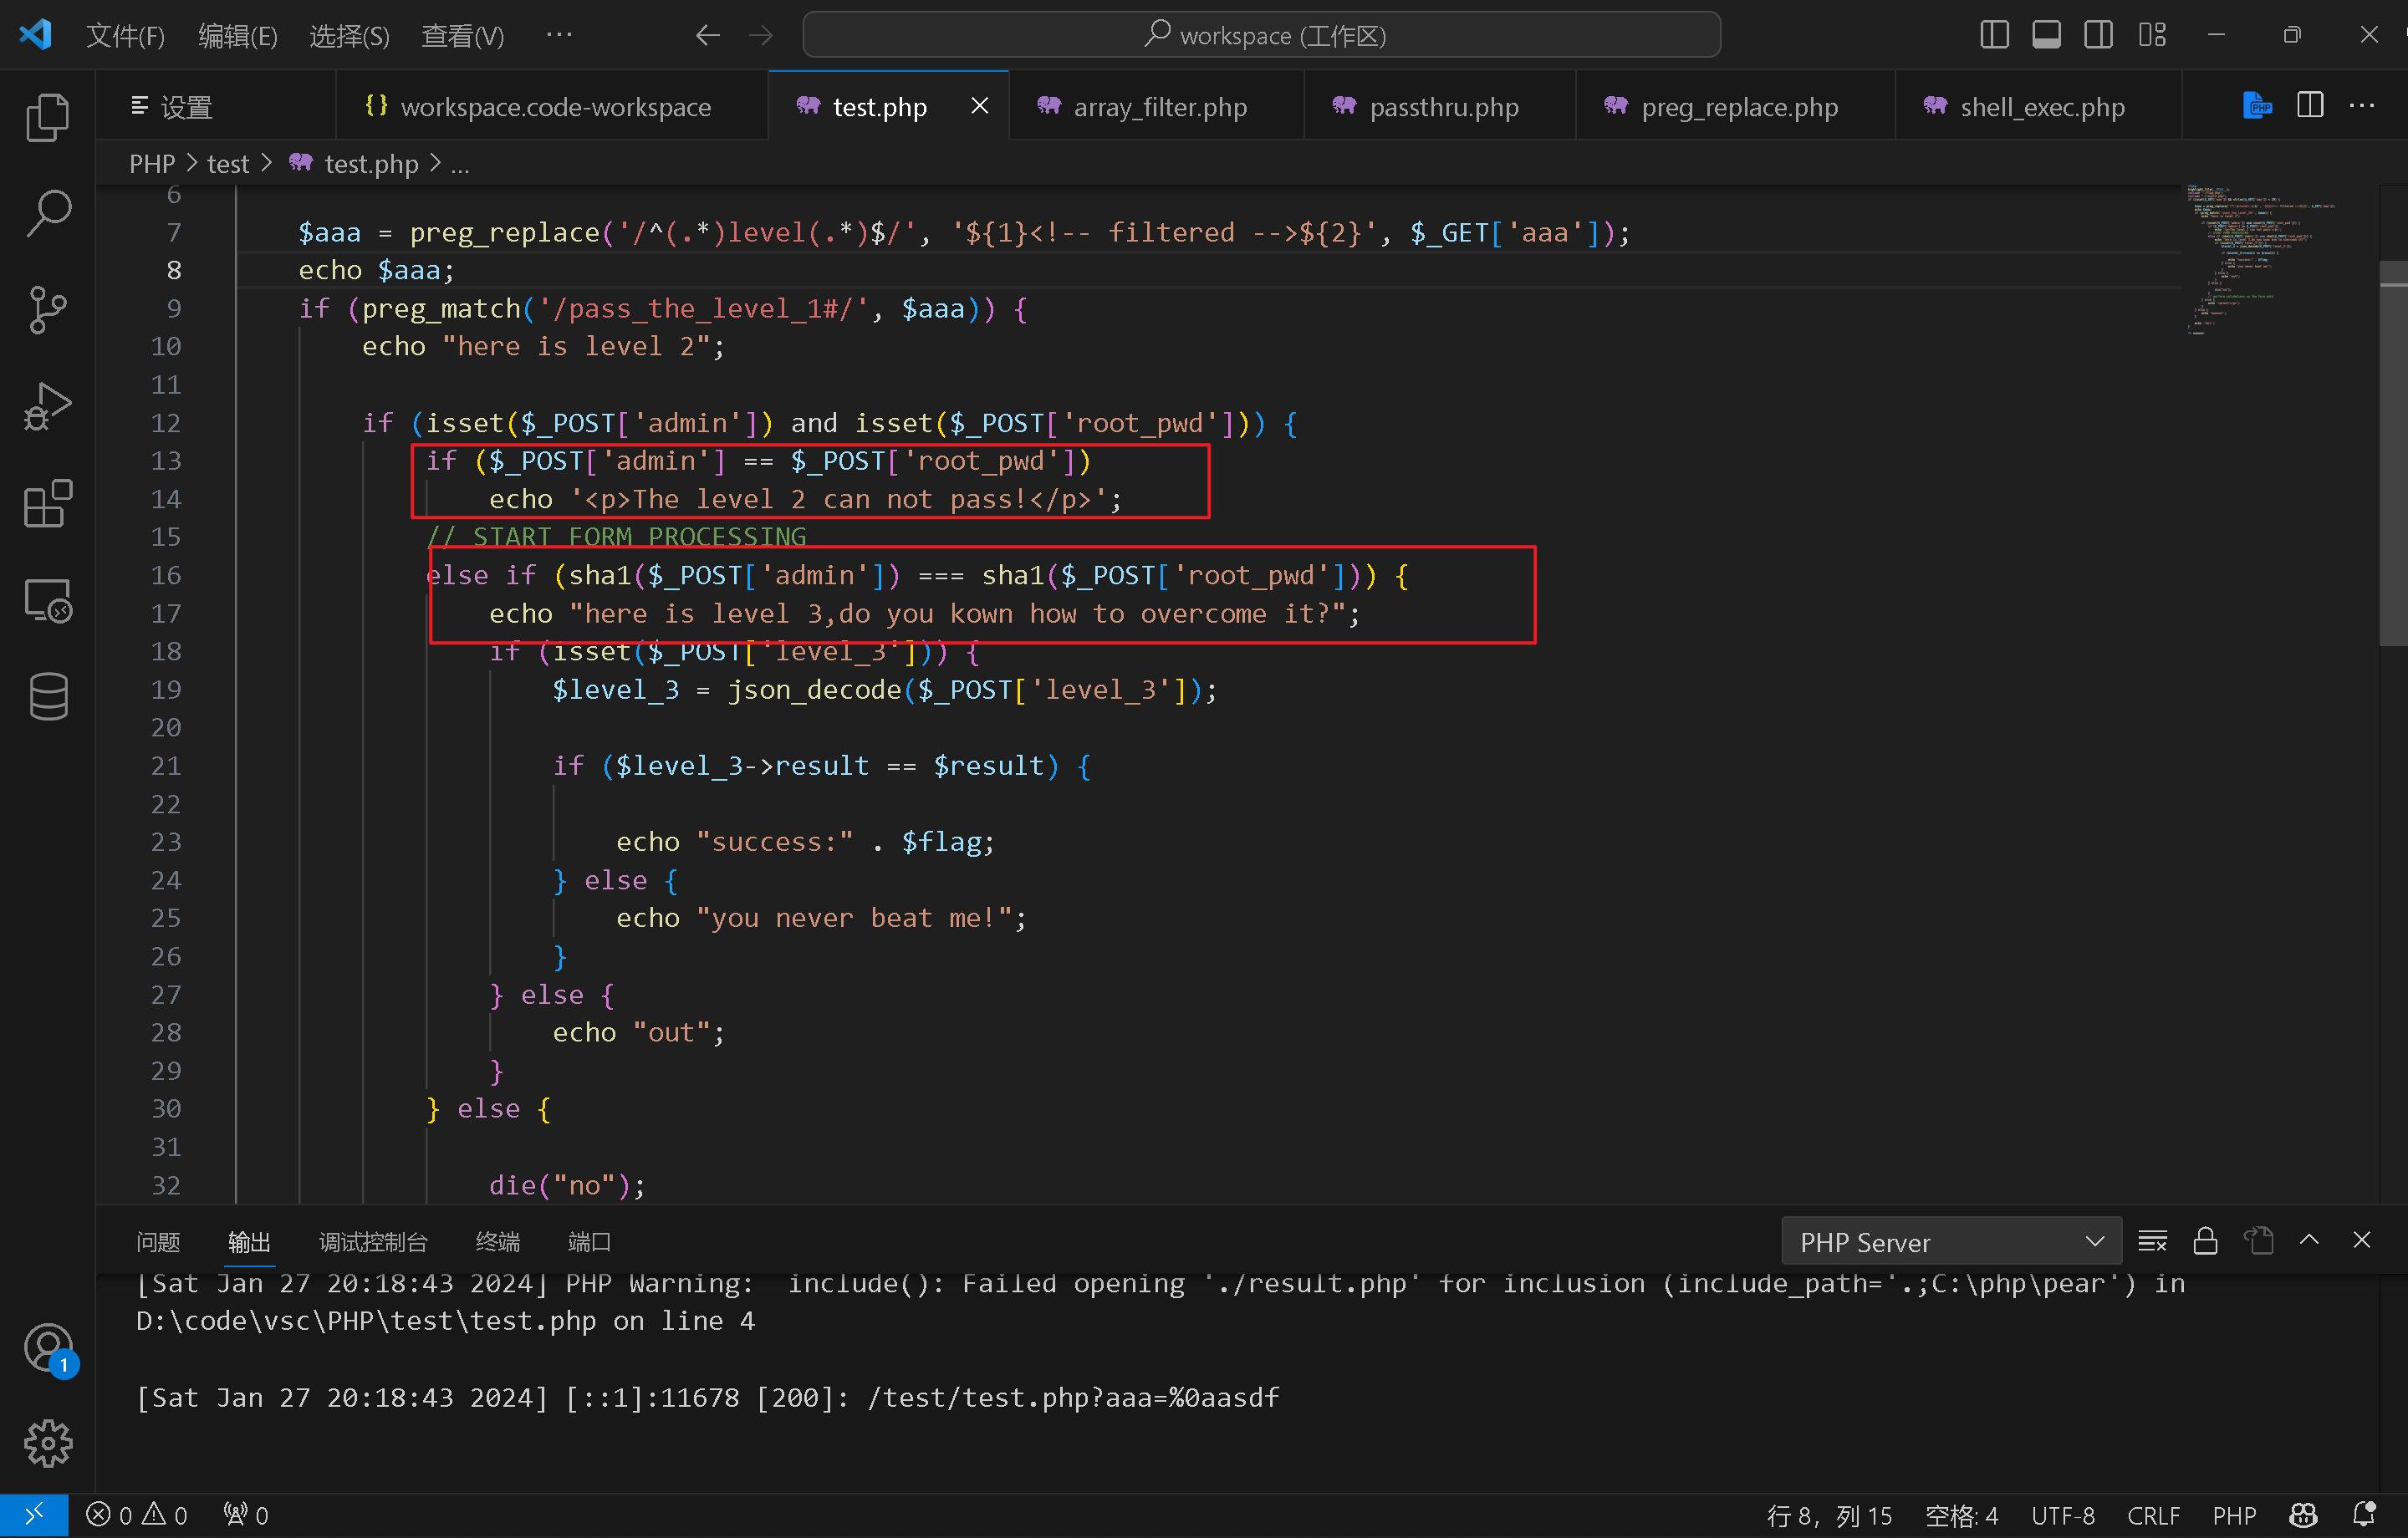 文件(F) 编辑(E) 选择(S) 查看(V) ··· workspace (工作区)
设置 workspace.code-workspace test.php array_filter.php passthru.php preg_replace.php shell_exec.php ···
PHP > test > test.php > ...
6
7 $aaa = preg_replace('/^(.*)level(.*)$/', '${1}<!-- filtered -->${2}', $_GET['aaa']);
8 echo $aaa;
9 if (preg_match('/pass_the_level_1#/', $aaa)) {
10 echo "here is level 2";
11
12 if (isset($_POST['admin']) and isset($_POST['root_pwd'])) {
13 if ($_POST['admin'] == $_POST['root_pwd'])
14 echo '<p>The level 2 can not pass!</p>';
15 // START FORM PROCESSING
16 else if (sha1($_POST['admin']) === sha1($_POST['root_pwd'])) {
17 echo "here is level 3,do you kown how to overcome it?";
18 if (isset($_POST['level_3'])) {
19 $level_3 = json_decode($_POST['level_3']);
20
21 if ($level_3->result == $result) {
22
23 echo "success:" . $flag;
24 } else {
25 echo "you never beat me!";
26 }
27 } else {
28 echo "out";
29 }
30 } else {
31
32 die("no");
问题 输出 调试控制台 终端 端口 PHP Server
[Sat Jan 27 20:18:43 2024] PHP Warning:  include(): Failed opening './result.php' for inclusion (include_path='.;C:\php\pear') in
D:\code\vsc\PHP\test\test.php on line 4
[Sat Jan 27 20:18:43 2024] [::1]:11678 [200]: /test/test.php?aaa=%0aasdf
1
0 0 0 行 8, 列 15 空格: 4 UTF-8 CRLF PHP